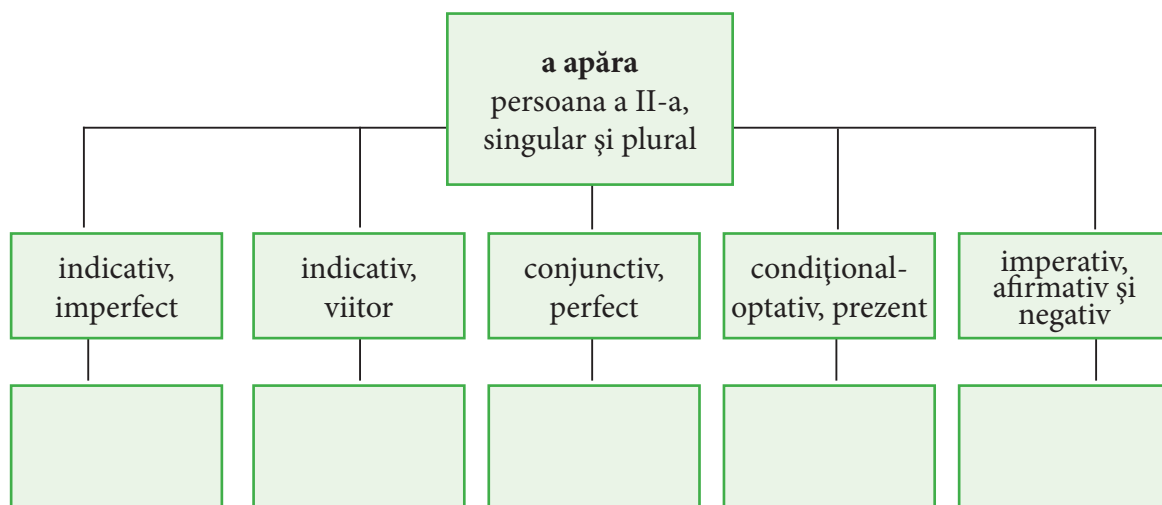 a apăra
persoana a II-a,
singular şi plural
indicativ,
imperfect
indicativ,
viitor
conjunctiv,
perfect
condiţional-
optativ, prezent
imperativ,
afirmativ şi
negativ